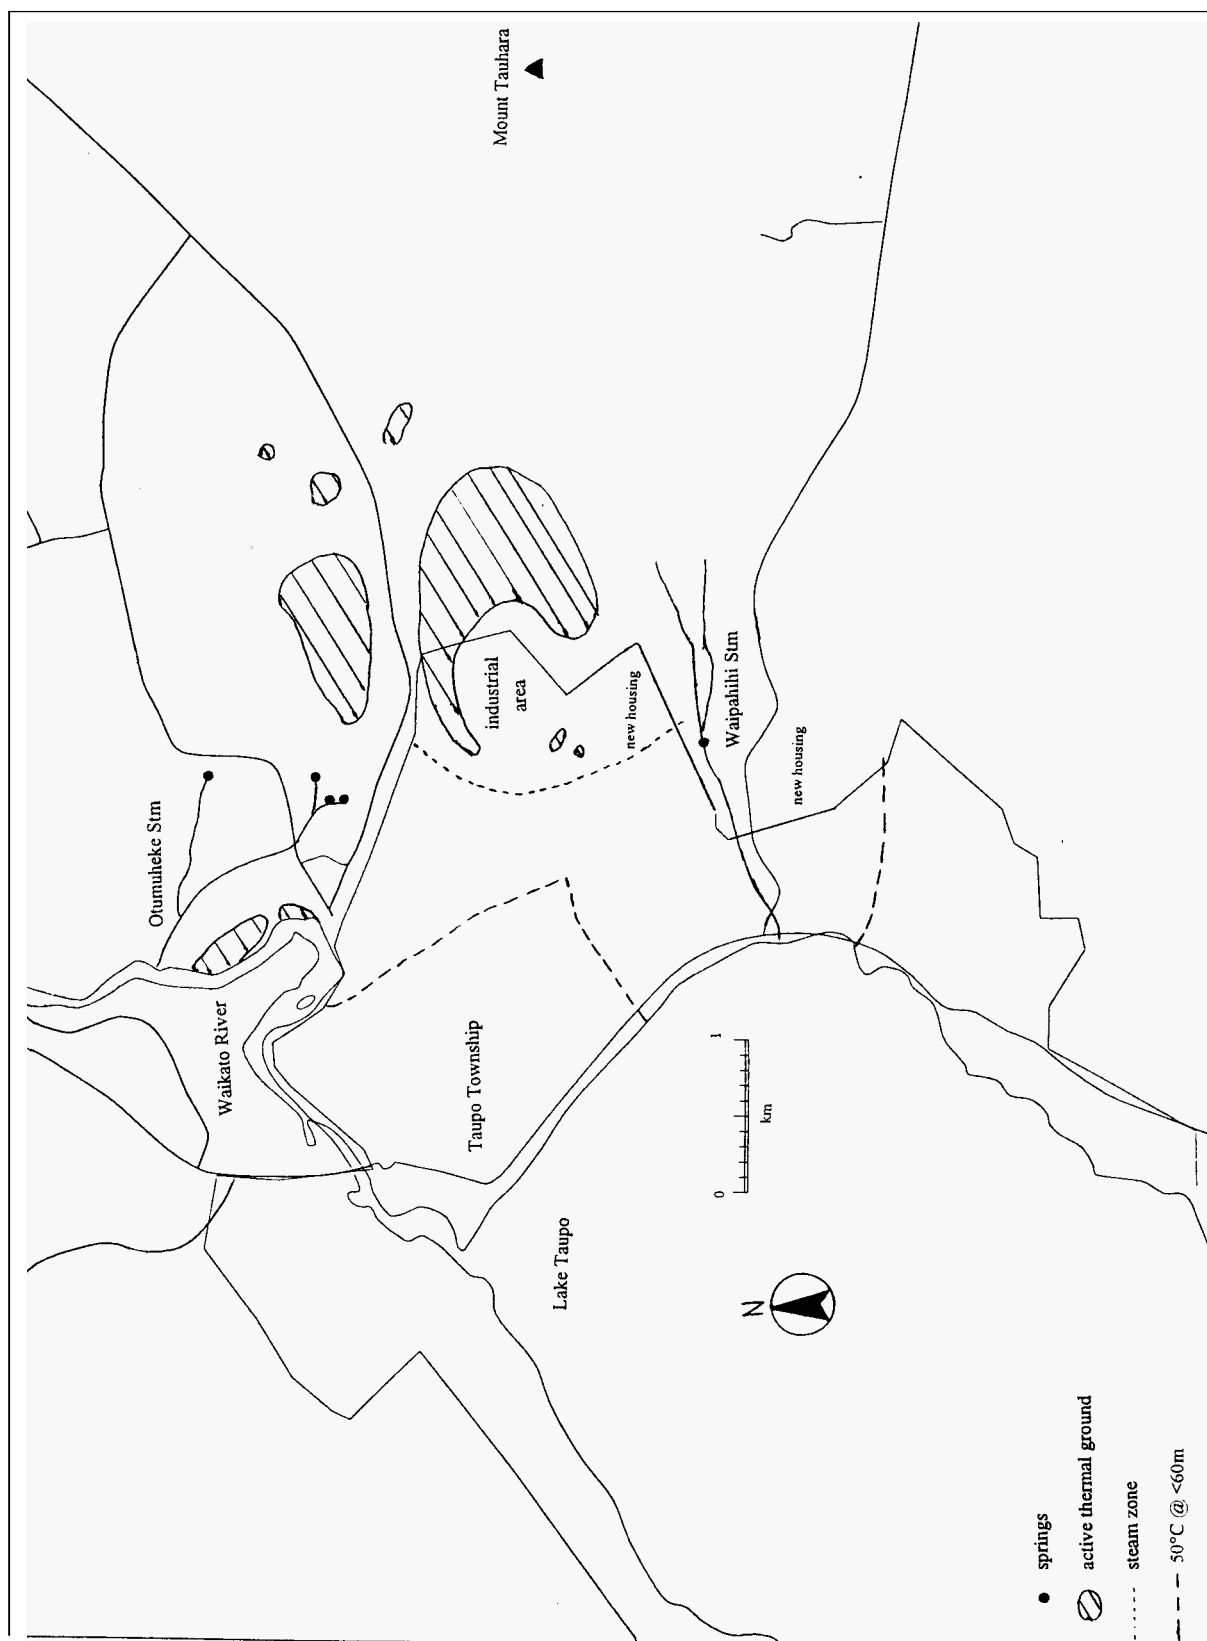 Mount Tauhara
Otumuheke Stm
Waikato River
industrial
area
new housing
Waipahihi Stm
new housing
Taupo Township
Lake Taupo
0
1
km
N
springs
active thermal ground
steam zone
50°C @ <60m